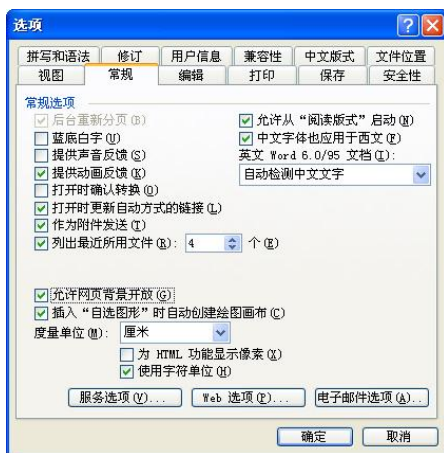 选项
拼写和语法 修订 用户信息 兼容性 中文版式 文件位置
视图 常规 编辑 打印 保存 安全性
常规选项
后台重新分页(B)
蓝底白字(U)
提供声音反馈(S)
提供动画反馈(K)
打开时确认转换(O)
打开时更新自动方式的链接(L)
作为附件发送(T)
列出最近所用文件(R): 4 个(E)
允许从“阅读版式”启动(N)
中文字体也应用于西文(F)
英文 Word 6.0/95 文档(I):
自动检测中文文字
允许网页背景开放(G)
插入“自选图形”时自动创建绘图画布(C)
度量单位(M): 厘米
为 HTML 功能显示像素(X)
使用字符单位(H)
服务选项(V)... Web 选项(P)... 电子邮件选项(A)..
确定 取消